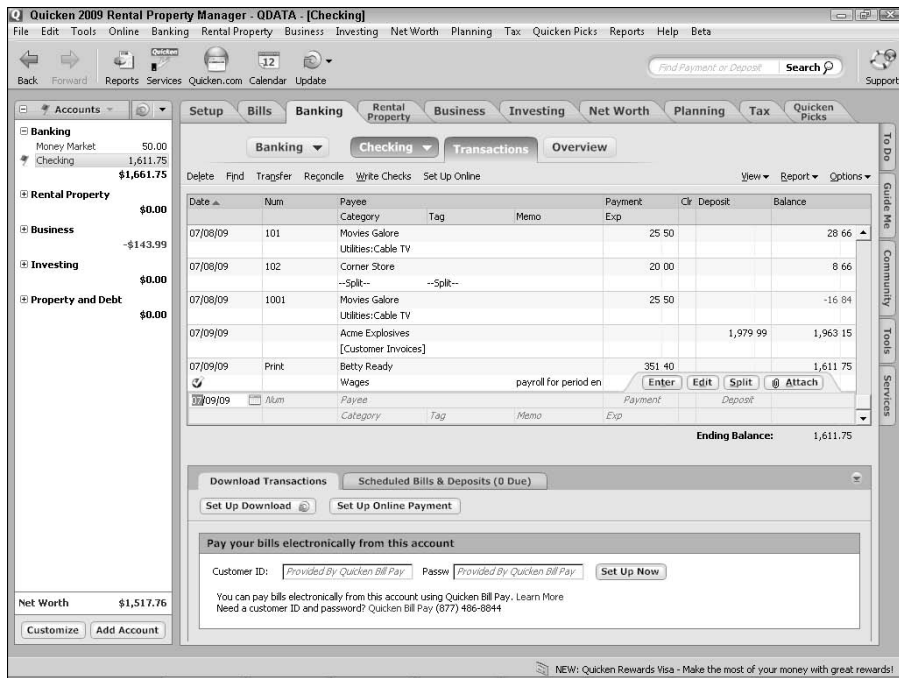 Quicken 2009 Rental Property Manager - QDATA - [Checking]
File Edit Tools Online Banking Rental Property Business Investing Net Worth Planning Tax Quicken Picks Reports Help Beta
Quicken
12
Find Payment or Deposit Search
Back Forward Reports Services Quicken.com Calendar Update Support
Accounts
Setup Bills Banking Rental Property Business Investing Net Worth Planning Tax Quicken Picks
Banking
Money Market 50.00
Checking 1,611.75
$1,661.75
Rental Property
$0.00
Business
-$143.99
Investing
$0.00
Property and Debt
$0.00
Net Worth $1,517.76
Customize Add Account
Banking Checking Transactions Overview
Delete Find Transfer Reconcile Write Checks Set Up Online View Report Options
Date Num Payee Payment Clr Deposit Balance
Category Tag Memo Exp
07/08/09 101 Movies Galore 25 50 28 66
Utilities:Cable TV
07/08/09 102 Corner Store 20 00 8 66
--Split-- --Split--
07/08/09 1001 Movies Galore 25 50 -16 84
Utilities:Cable TV
07/09/09 Acme Explosives 1,979 99 1,963 15
[Customer Invoices]
07/09/09 Print Betty Ready 351 40 1,611 75
Wages payroll for period en Enter Edit Split Attach
07/09/09 Num Payee Payment Deposit
Category Tag Memo Exp
Ending Balance: 1,611.75
Download Transactions Scheduled Bills & Deposits (0 Due)
Set Up Download Set Up Online Payment
Pay your bills electronically from this account
Customer ID: Provided By Quicken Bill Pay Passw Provided By Quicken Bill Pay Set Up Now
You can pay bills electronically from this account using Quicken Bill Pay. Learn More
Need a customer ID and password? Quicken Bill Pay (877) 486-8844
To Do
Guide Me
Community
Tools
Services
NEW: Quicken Rewards Visa - Make the most of your money with great rewards!